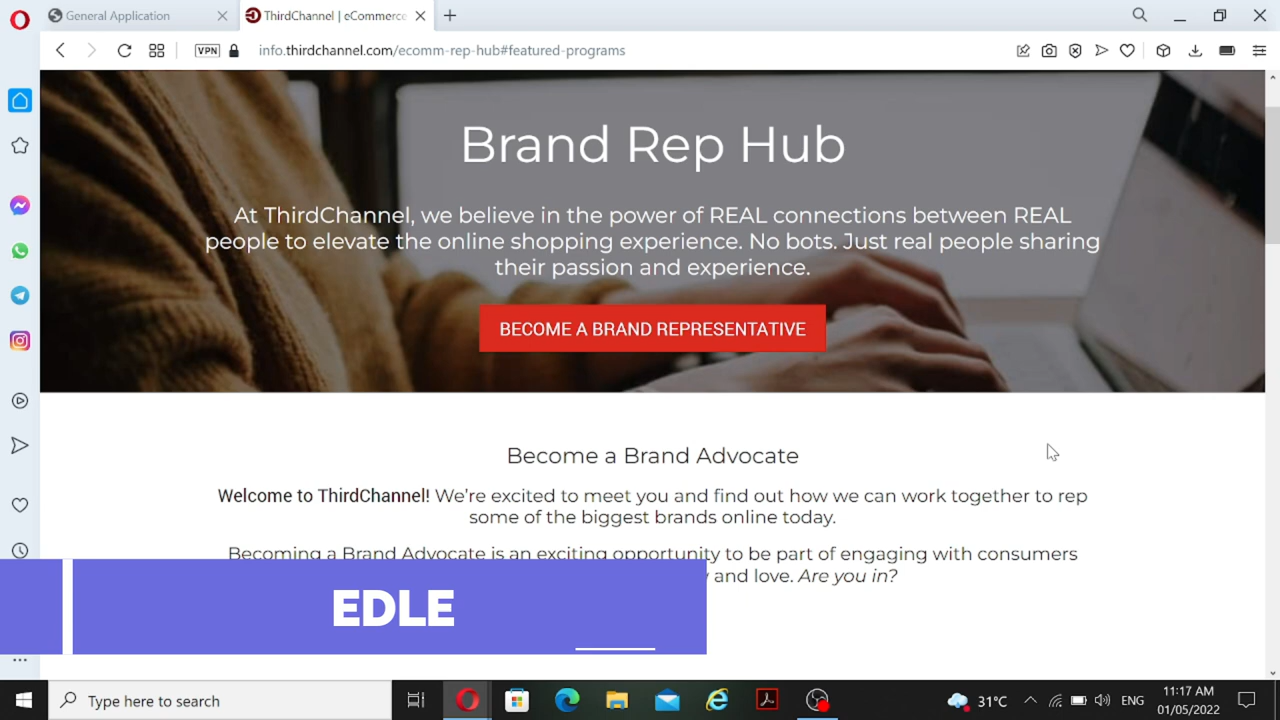 General Application
ThirdChannel | eCommerce
VPN
info.thirdchannel.com/ecomm-rep-hub#featured-programs
Brand Rep Hub
At ThirdChannel, we believe in the power of REAL connections between REAL
people to elevate the online shopping experience. No bots. Just real people sharing
their passion and experience.
BECOME A BRAND REPRESENTATIVE
Become a Brand Advocate
Welcome to ThirdChannel! We're excited to meet you and find out how we can work together to rep
some of the biggest brands online today.
Becoming a Brand Advocate is an exciting opportunity to be part of engaging with consumers
and love. Are you in?
EDLE
Type here to search
31°C
ENG
11:17 AM
01/05/2022